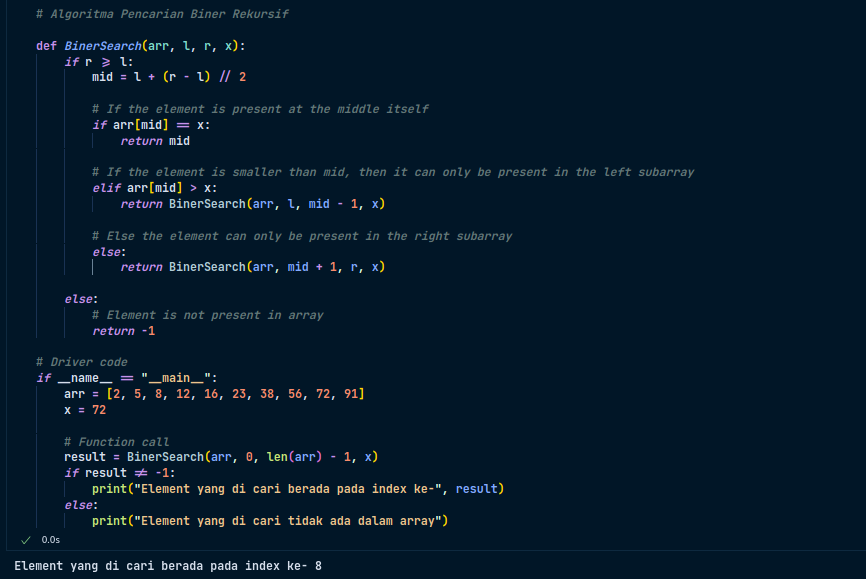 # Algoritma Pencarian Biner Rekursif
def BinerSearch(arr, l, r, x):
if r >= l:
mid = l + (r - l) // 2
# If the element is present at the middle itself
if arr[mid] == x:
return mid
# If the element is smaller than mid, then it can only be present in the left subarray
elif arr[mid] > x:
return BinerSearch(arr, l, mid - 1, x)
# Else the element can only be present in the right subarray
else:
return BinerSearch(arr, mid + 1, r, x)
else:
# Element is not present in array
return -1
# Driver code
if __name__ == "__main__":
arr = [2, 5, 8, 12, 16, 23, 38, 56, 72, 91]
x = 72
# Function call
result = BinerSearch(arr, 0, len(arr) - 1, x)
if result != -1:
print("Element yang di cari berada pada index ke-", result)
else:
print("Element yang di cari tidak ada dalam array")
✓ 0.0s
Element yang di cari berada pada index ke- 8